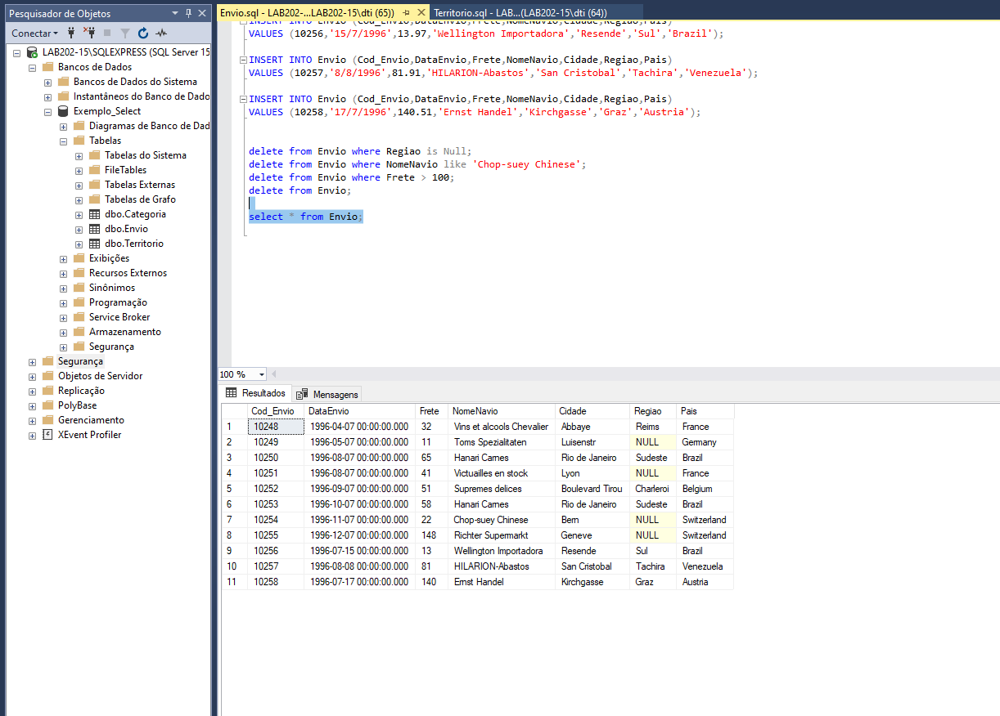 Pesquisador de Objetos
Conectar
LAB202-15\SQLEXPRESS (SQL Server 15
Bancos de Dados
Bancos de Dados do Sistema
Instantâneos do Banco de Dado
Exemplo_Select
Diagramas de Banco de Dad
Tabelas
Tabelas do Sistema
FileTables
Tabelas Externas
Tabelas de Grafo
dbo.Categoria
dbo.Envio
dbo.Territorio
Exibições
Recursos Externos
Sinônimos
Programação
Service Broker
Armazenamento
Segurança
Segurança
Objetos de Servidor
Replicação
PolyBase
Gerenciamento
XEvent Profiler
Envio.sql - LAB202-...LAB202-15\dti (65)) Territorio.sql - LAB...(LAB202-15\dti (64))
INSERT INTO Envio (Cod_Envio,DataEnvio,Frete,NomeNavio,Cidade,Regiao,Pais)
VALUES (10256,'15/7/1996',13.97,'Wellington Importadora','Resende','Sul','Brazil');
INSERT INTO Envio (Cod_Envio,DataEnvio,Frete,NomeNavio,Cidade,Regiao,Pais)
VALUES (10257,'8/8/1996',81.91,'HILARION-Abastos','San Cristobal','Tachira','Venezuela');
INSERT INTO Envio (Cod_Envio,DataEnvio,Frete,NomeNavio,Cidade,Regiao,Pais)
VALUES (10258,'17/7/1996',140.51,'Ernst Handel','Kirchgasse','Graz','Austria');
delete from Envio where Regiao is Null;
delete from Envio where NomeNavio like 'Chop-suey Chinese';
delete from Envio where Frete > 100;
delete from Envio;
select * from Envio;
100 %
Resultados Mensagens
Cod_Envio DataEnvio Frete NomeNavio Cidade Regiao Pais
1 10248 1996-04-07 00:00:00.000 32 Vins et alcools Chevalier Abbaye Reims France
2 10249 1996-05-07 00:00:00.000 11 Toms Spezialitaten Luisenstr NULL Germany
3 10250 1996-08-07 00:00:00.000 65 Hanari Carnes Rio de Janeiro Sudeste Brazil
4 10251 1996-08-07 00:00:00.000 41 Victuailles en stock Lyon NULL France
5 10252 1996-09-07 00:00:00.000 51 Supremes delices Boulevard Tirou Charleroi Belgium
6 10253 1996-10-07 00:00:00.000 58 Hanari Carnes Rio de Janeiro Sudeste Brazil
7 10254 1996-11-07 00:00:00.000 22 Chop-suey Chinese Bern NULL Switzerland
8 10255 1996-12-07 00:00:00.000 148 Richter Supermarkt Geneve NULL Switzerland
9 10256 1996-07-15 00:00:00.000 13 Wellington Importadora Resende Sul Brazil
10 10257 1996-08-08 00:00:00.000 81 HILARION-Abastos San Cristobal Tachira Venezuela
11 10258 1996-07-17 00:00:00.000 140 Ernst Handel Kirchgasse Graz Austria